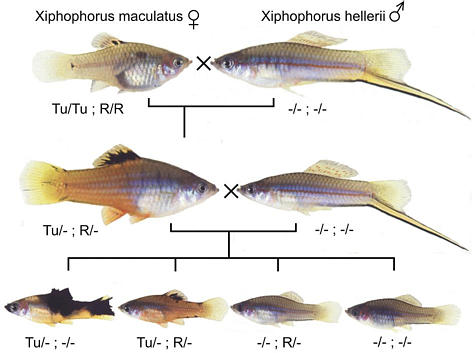 Xiphophorus maculatus ♀ Xiphophorus hellerii ♂
×
Tu/Tu ; R/R -/- ; -/-
×
Tu/- ; R/- -/- ; -/-
Tu/- ; -/- Tu/- ; R/- -/- ; R/- -/- ; -/-